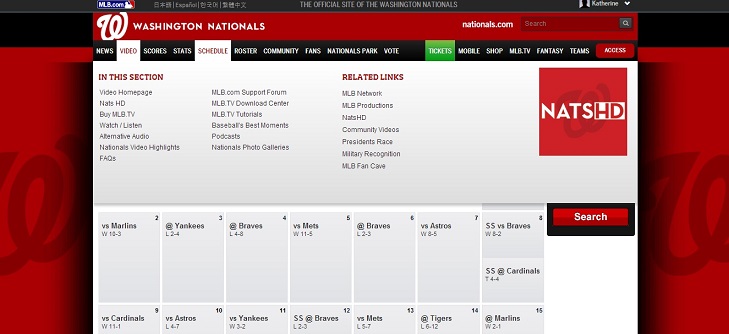 MLB.com
日本語 | Español | 한국어 | 繁體中文
THE OFFICIAL SITE OF THE WASHINGTON NATIONALS
Katherine
W WASHINGTON NATIONALS
nationals.com
Search
NEWS VIDEO SCORES STATS SCHEDULE ROSTER COMMUNITY FANS NATIONALS PARK VOTE TICKETS MOBILE SHOP MLB.TV FANTASY TEAMS ACCESS
IN THIS SECTION
Video Homepage
Nats HD
Buy MLB.TV
Watch / Listen
Alternative Audio
Nationals Video Highlights
FAQs
MLB.com Support Forum
MLB.TV Download Center
MLB.TV Tutorials
Baseball's Best Moments
Podcasts
Nationals Photo Galleries
RELATED LINKS
MLB Network
MLB Productions
NatsHD
Community Videos
Presidents Race
Military Recognition
MLB Fan Cave
NATSHD
Search
2 3 4 5 6 7 8
vs Marlins @ Yankees @ Braves vs Mets @ Braves vs Astros SS vs Braves
W 10-3 L 2-4 L 4-8 W 11-5 L 2-3 W 8-5 W 8-2
SS @ Cardinals
T 4-4
9 10 11 12 13 14 15
vs Cardinals vs Astros vs Yankees SS @ Braves vs Mets @ Tigers @ Marlins
W 11-1 L 4-7 W 3-2 L 2-3 L 5-7 L 6-12 W 2-1